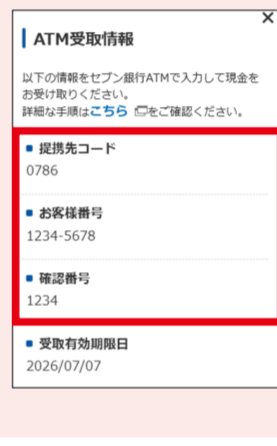 ATM受取情報
以下の情報をセブン銀行ATMで入力して現金を
お受け取りください。
詳細な手順はこちら をご確認ください。
提携先コード
0786
お客様番号
1234-5678
確認番号
1234
受取有効期限日
2026/07/07